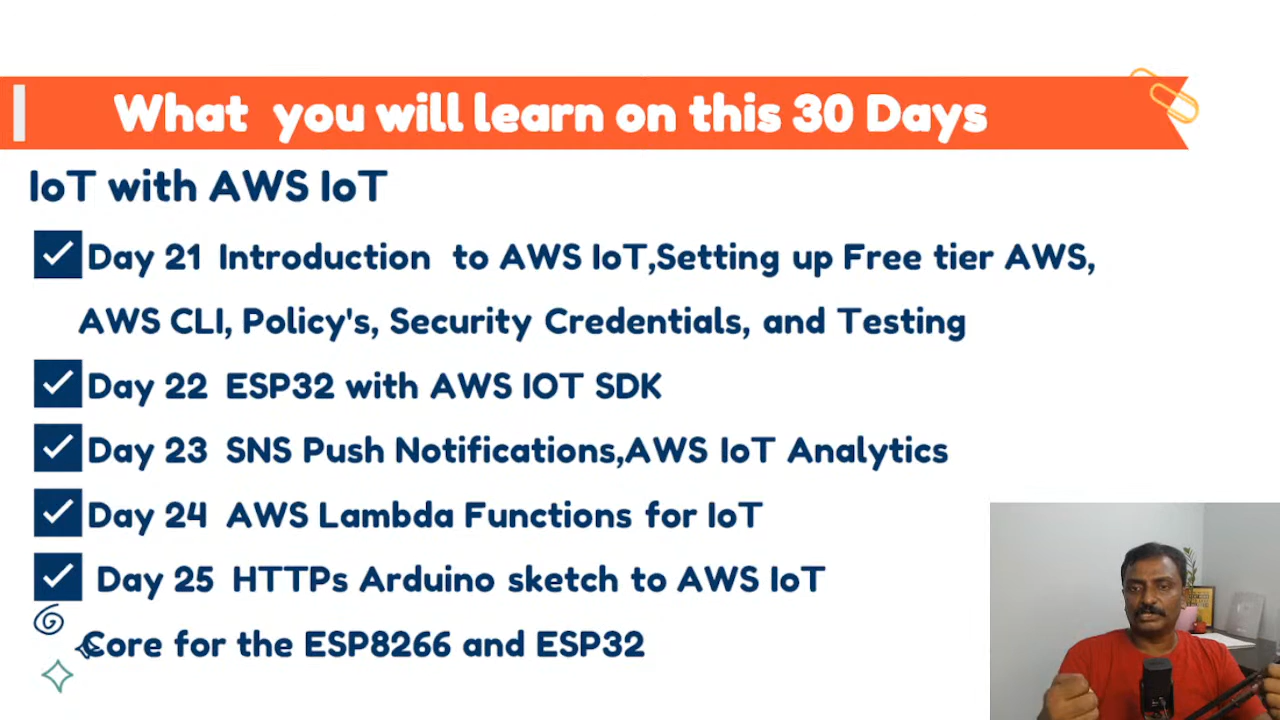 What you will learn on this 30 Days
IoT with AWS IoT
Day 21 Introduction to AWS IoT,Setting up Free tier AWS,
AWS CLI, Policy's, Security Credentials, and Testing
Day 22 ESP32 with AWS IOT SDK
Day 23 SNS Push Notifications,AWS IoT Analytics
Day 24 AWS Lambda Functions for IoT
Day 25 HTTPs Arduino sketch to AWS IoT
Core for the ESP8266 and ESP32